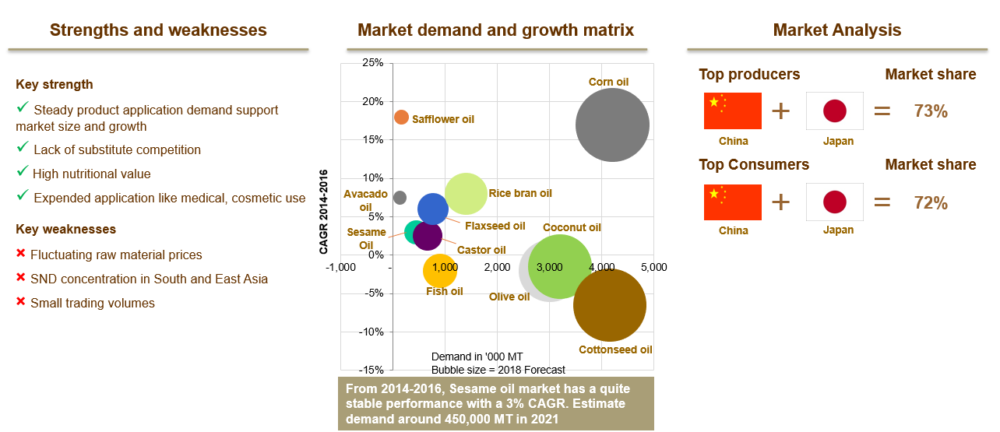 Strengths and weaknesses
Key strength
Steady product application demand support
market size and growth
Lack of substitute competition
High nutritional value
Expended application like medical, cosmetic use
Key weaknesses
Fluctuating raw material prices
SND concentration in South and East Asia
Small trading volumes
Market demand and growth matrix
25%
20%
15%
10%
5%
0%
-5%
-10%
-15%
CAGR 2014-2016
-1,000
-
1,000
2,000
3,000
4,000
5,000
Corn oil
Safflower oil
Rice bran oil
Avacado
oil
Flaxseed oil
Sesame
Oil
Coconut oil
Castor oil
Fish oil
Olive oil
Cottonseed oil
Demand in '000 MT
Bubble size = 2018 Forecast
From 2014-2016, Sesame oil market has a quite
stable performance with a 3% CAGR. Estimate
demand around 450,000 MT in 2021
Market Analysis
Top producers Market share
+ = 73%
China Japan
Top Consumers Market share
+ = 72%
China Japan